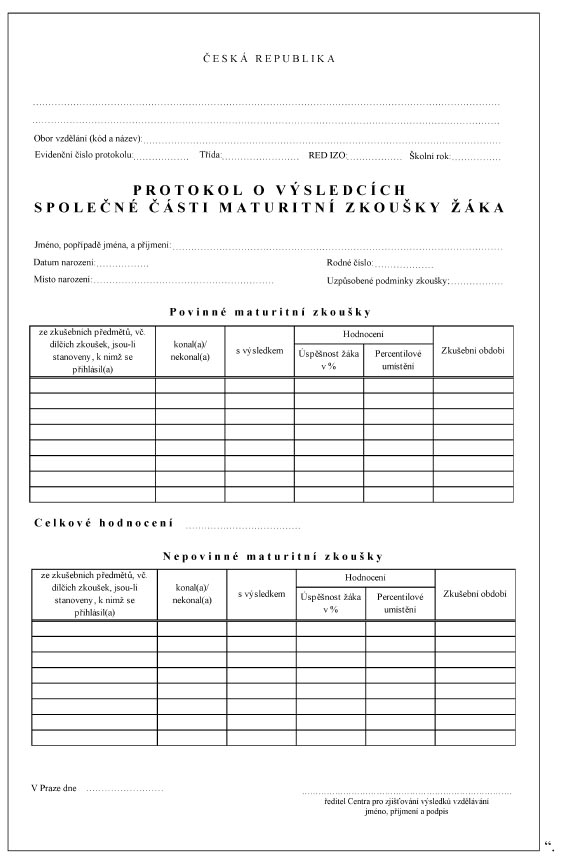 ČESKÁ REPUBLIKA
Obor vzdělání (kód a název):
Evidenční číslo protokolu: Třída: RED IZO: Školní rok:
PROTOKOL O VÝSLEDCÍCH
SPOLEČNÉ ČÁSTI MATURITNÍ ZKOUŠKY ŽÁKA
Jméno, popřípadě jména, a příjmení:
Datum narození: Rodné číslo:
Místo narození: Uzpůsobené podmínky zkoušky:
Povinné maturitní zkoušky
ze zkušebních předmětů, vč.
dílčích zkoušek, jsou-li
stanoveny, k nimž se
přihlásil(a)
konal(a)/
nekonal(a)
s výsledkem
Hodnocení
Úspěšnost žáka
v %
Percentilové
umístění
Zkušební období
Celkové hodnocení
Nepovinné maturitní zkoušky
ze zkušebních předmětů, vč.
dílčích zkoušek, jsou-li
stanoveny, k nimž se
přihlásil(a)
konal(a)/
nekonal(a)
s výsledkem
Hodnocení
Úspěšnost žáka
v %
Percentilové
umístění
Zkušební období
V Praze dne
ředitel Centra pro zjišťování výsledků vzdělávání
jméno, příjmení a podpis
“.